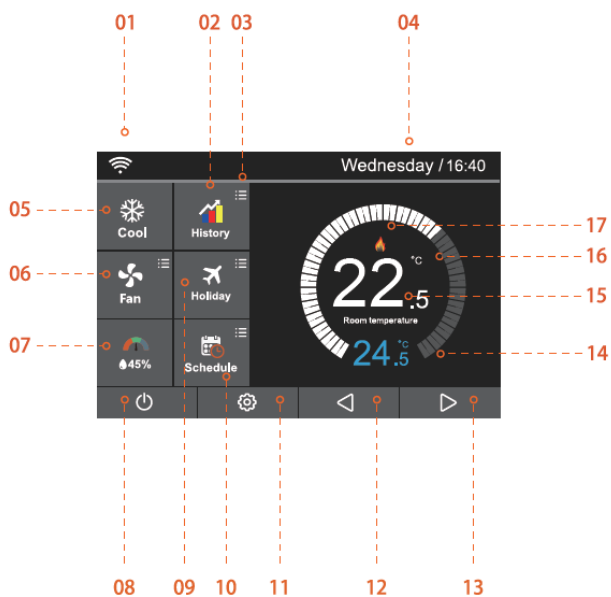 01 02 03 04
Wednesday / 16:40
05
Cool
History
17
16
06
Fan
Holiday
°C
22.5
15
Room temperature
07
45%
Schedule
24.5
°C
14
08 09 10 11 12 13